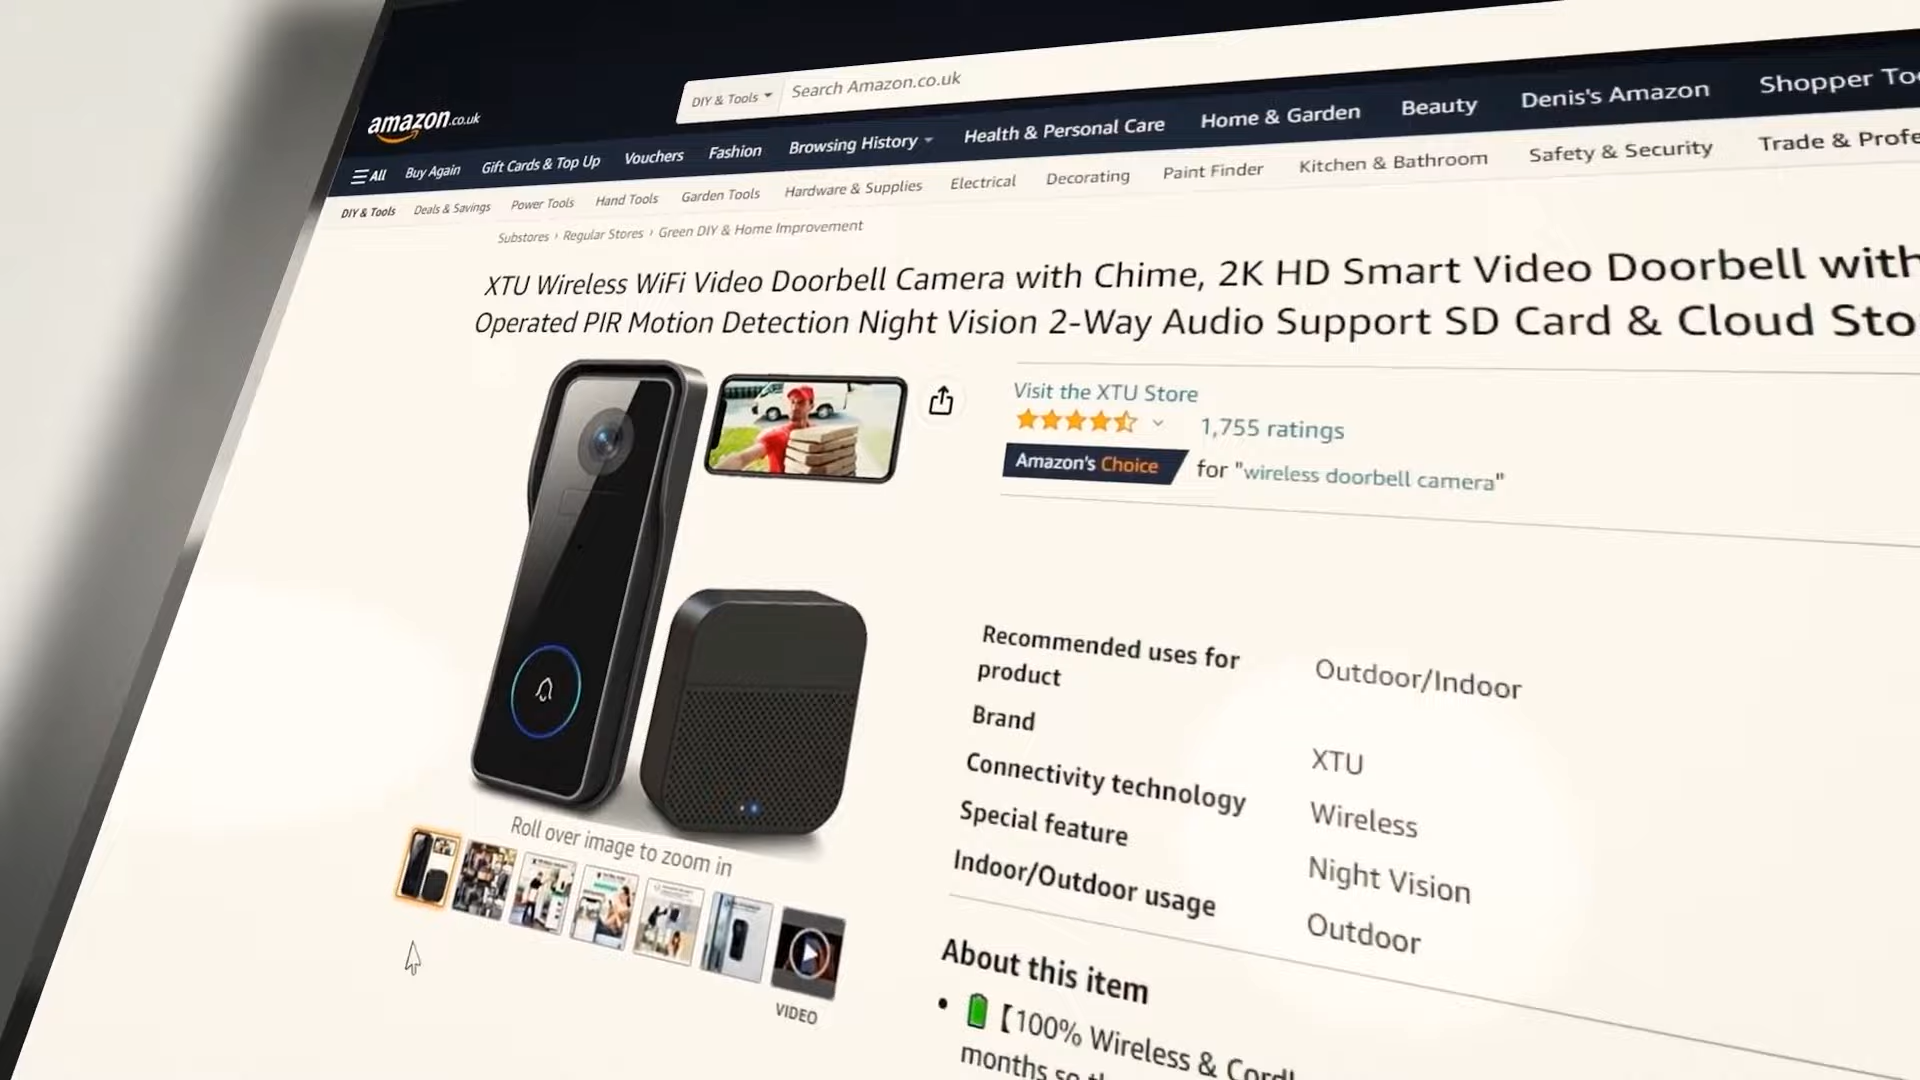 DIY & Tools
Search Amazon.co.uk
amazon.co.uk
All
Buy Again
Gift Cards & Top Up
Vouchers
Fashion
Browsing History
Health & Personal Care
Home & Garden
Beauty
Denis's Amazon
Shopper
DIY & Tools
Deals & Savings
Power Tools
Hand Tools
Garden Tools
Hardware & Supplies
Electrical
Decorating
Paint Finder
Kitchen & Bathroom
Safety & Security
Trade &
Substores › Regular Stores › Green DIY & Home Improvement
XTU Wireless WiFi Video Doorbell Camera with Chime, 2K HD Smart Video Doorbell with
Operated PIR Motion Detection Night Vision 2-Way Audio Support SD Card & Cloud
Visit the XTU Store
1,755 ratings
Amazon's Choice for "wireless doorbell camera"
Recommended uses for
product
Outdoor/Indoor
Brand
XTU
Connectivity technology
Wireless
Special feature
Night Vision
Indoor/Outdoor usage
Outdoor
Roll over image to zoom in
VIDEO
About this item
• 【100% Wireless &
months